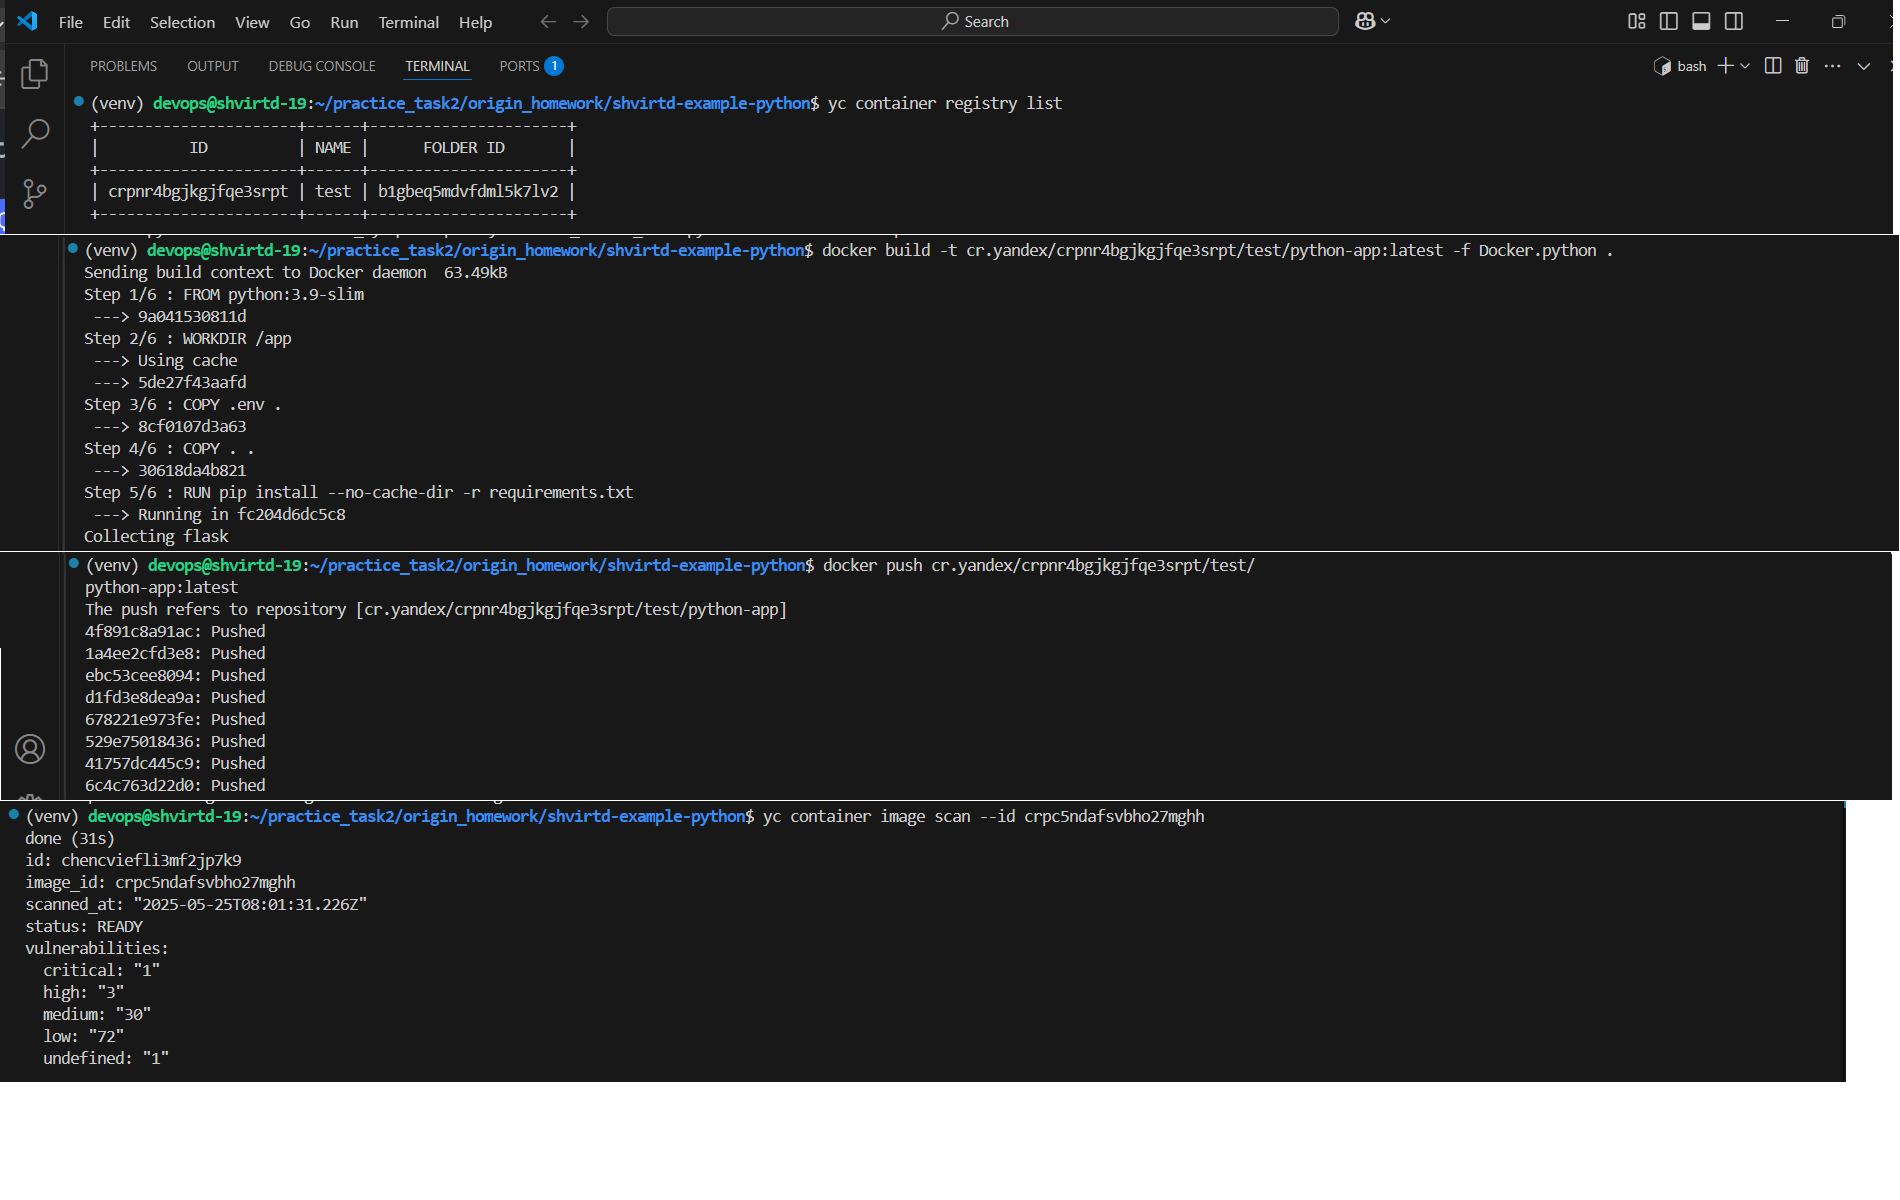 File Edit Selection View Go Run Terminal Help Search
PROBLEMS OUTPUT DEBUG CONSOLE TERMINAL PORTS 1 bash
(venv) devops@shvirtd-19:~/practice_task2/origin_homework/shvirtd-example-python$ yc container registry list
+----------------------+------+----------------------+
| ID | NAME | FOLDER ID |
+----------------------+------+----------------------+
| crpnr4bgjkgjfqe3srpt | test | b1gbeq5mdvfdml5k7lv2 |
+----------------------+------+----------------------+
(venv) devops@shvirtd-19:~/practice_task2/origin_homework/shvirtd-example-python$ docker build -t cr.yandex/crpnr4bgjkgjfqe3srpt/test/python-app:latest -f Docker.python .
Sending build context to Docker daemon 63.49kB
Step 1/6 : FROM python:3.9-slim
---> 9a041530811d
Step 2/6 : WORKDIR /app
---> Using cache
---> 5de27f43aafd
Step 3/6 : COPY .env .
---> 8cf0107d3a63
Step 4/6 : COPY . .
---> 30618da4b821
Step 5/6 : RUN pip install --no-cache-dir -r requirements.txt
---> Running in fc204d6dc5c8
Collecting flask
(venv) devops@shvirtd-19:~/practice_task2/origin_homework/shvirtd-example-python$ docker push cr.yandex/crpnr4bgjkgjfqe3srpt/test/
python-app:latest
The push refers to repository [cr.yandex/crpnr4bgjkgjfqe3srpt/test/python-app]
4f891c8a91ac: Pushed
1a4ee2cfd3e8: Pushed
ebc53cee8094: Pushed
d1fd3e8dea9a: Pushed
678221e973fe: Pushed
529e75018436: Pushed
41757dc445c9: Pushed
6c4c763d22d0: Pushed
(venv) devops@shvirtd-19:~/practice_task2/origin_homework/shvirtd-example-python$ yc container image scan --id crpc5ndafsvbho27mghh
done (31s)
id: chencviefli3mf2jp7k9
image_id: crpc5ndafsvbho27mghh
scanned_at: "2025-05-25T08:01:31.226Z"
status: READY
vulnerabilities:
critical: "1"
high: "3"
medium: "30"
low: "72"
undefined: "1"